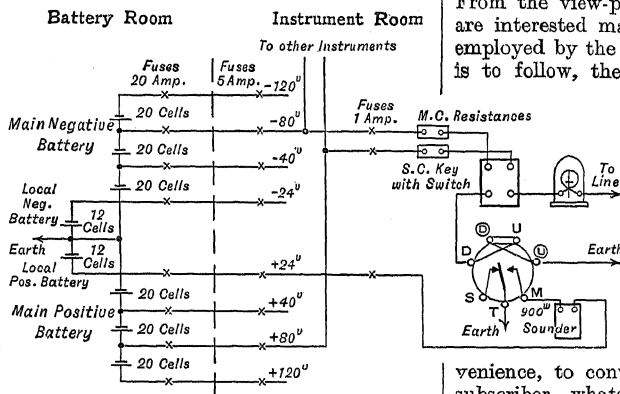 Battery Room
Instrument Room
To other Instruments
Fuses
20 Amp.
Fuses
5 Amp.
-120ᵛ
20 Cells
-80ᵛ
Main Negative
Battery
20 Cells
-40ᵛ
20 Cells
-24ᵛ
Local
Neg.
Battery
12
Cells
Earth
12
Cells
Local
Pos. Battery
+24ᵛ
20 Cells
+40ᵛ
Main Positive
Battery
20 Cells
+80ᵛ
20 Cells
+120ᵛ
Fuses
1 Amp.
M.C. Resistances
S.C. Key
with Switch
To
Line
D
D
U
U
Earth
S
T
M
Earth
900ʷ
Sounder
From the view-p
are interested ma
employed by the
is to follow, the
venience, to conv